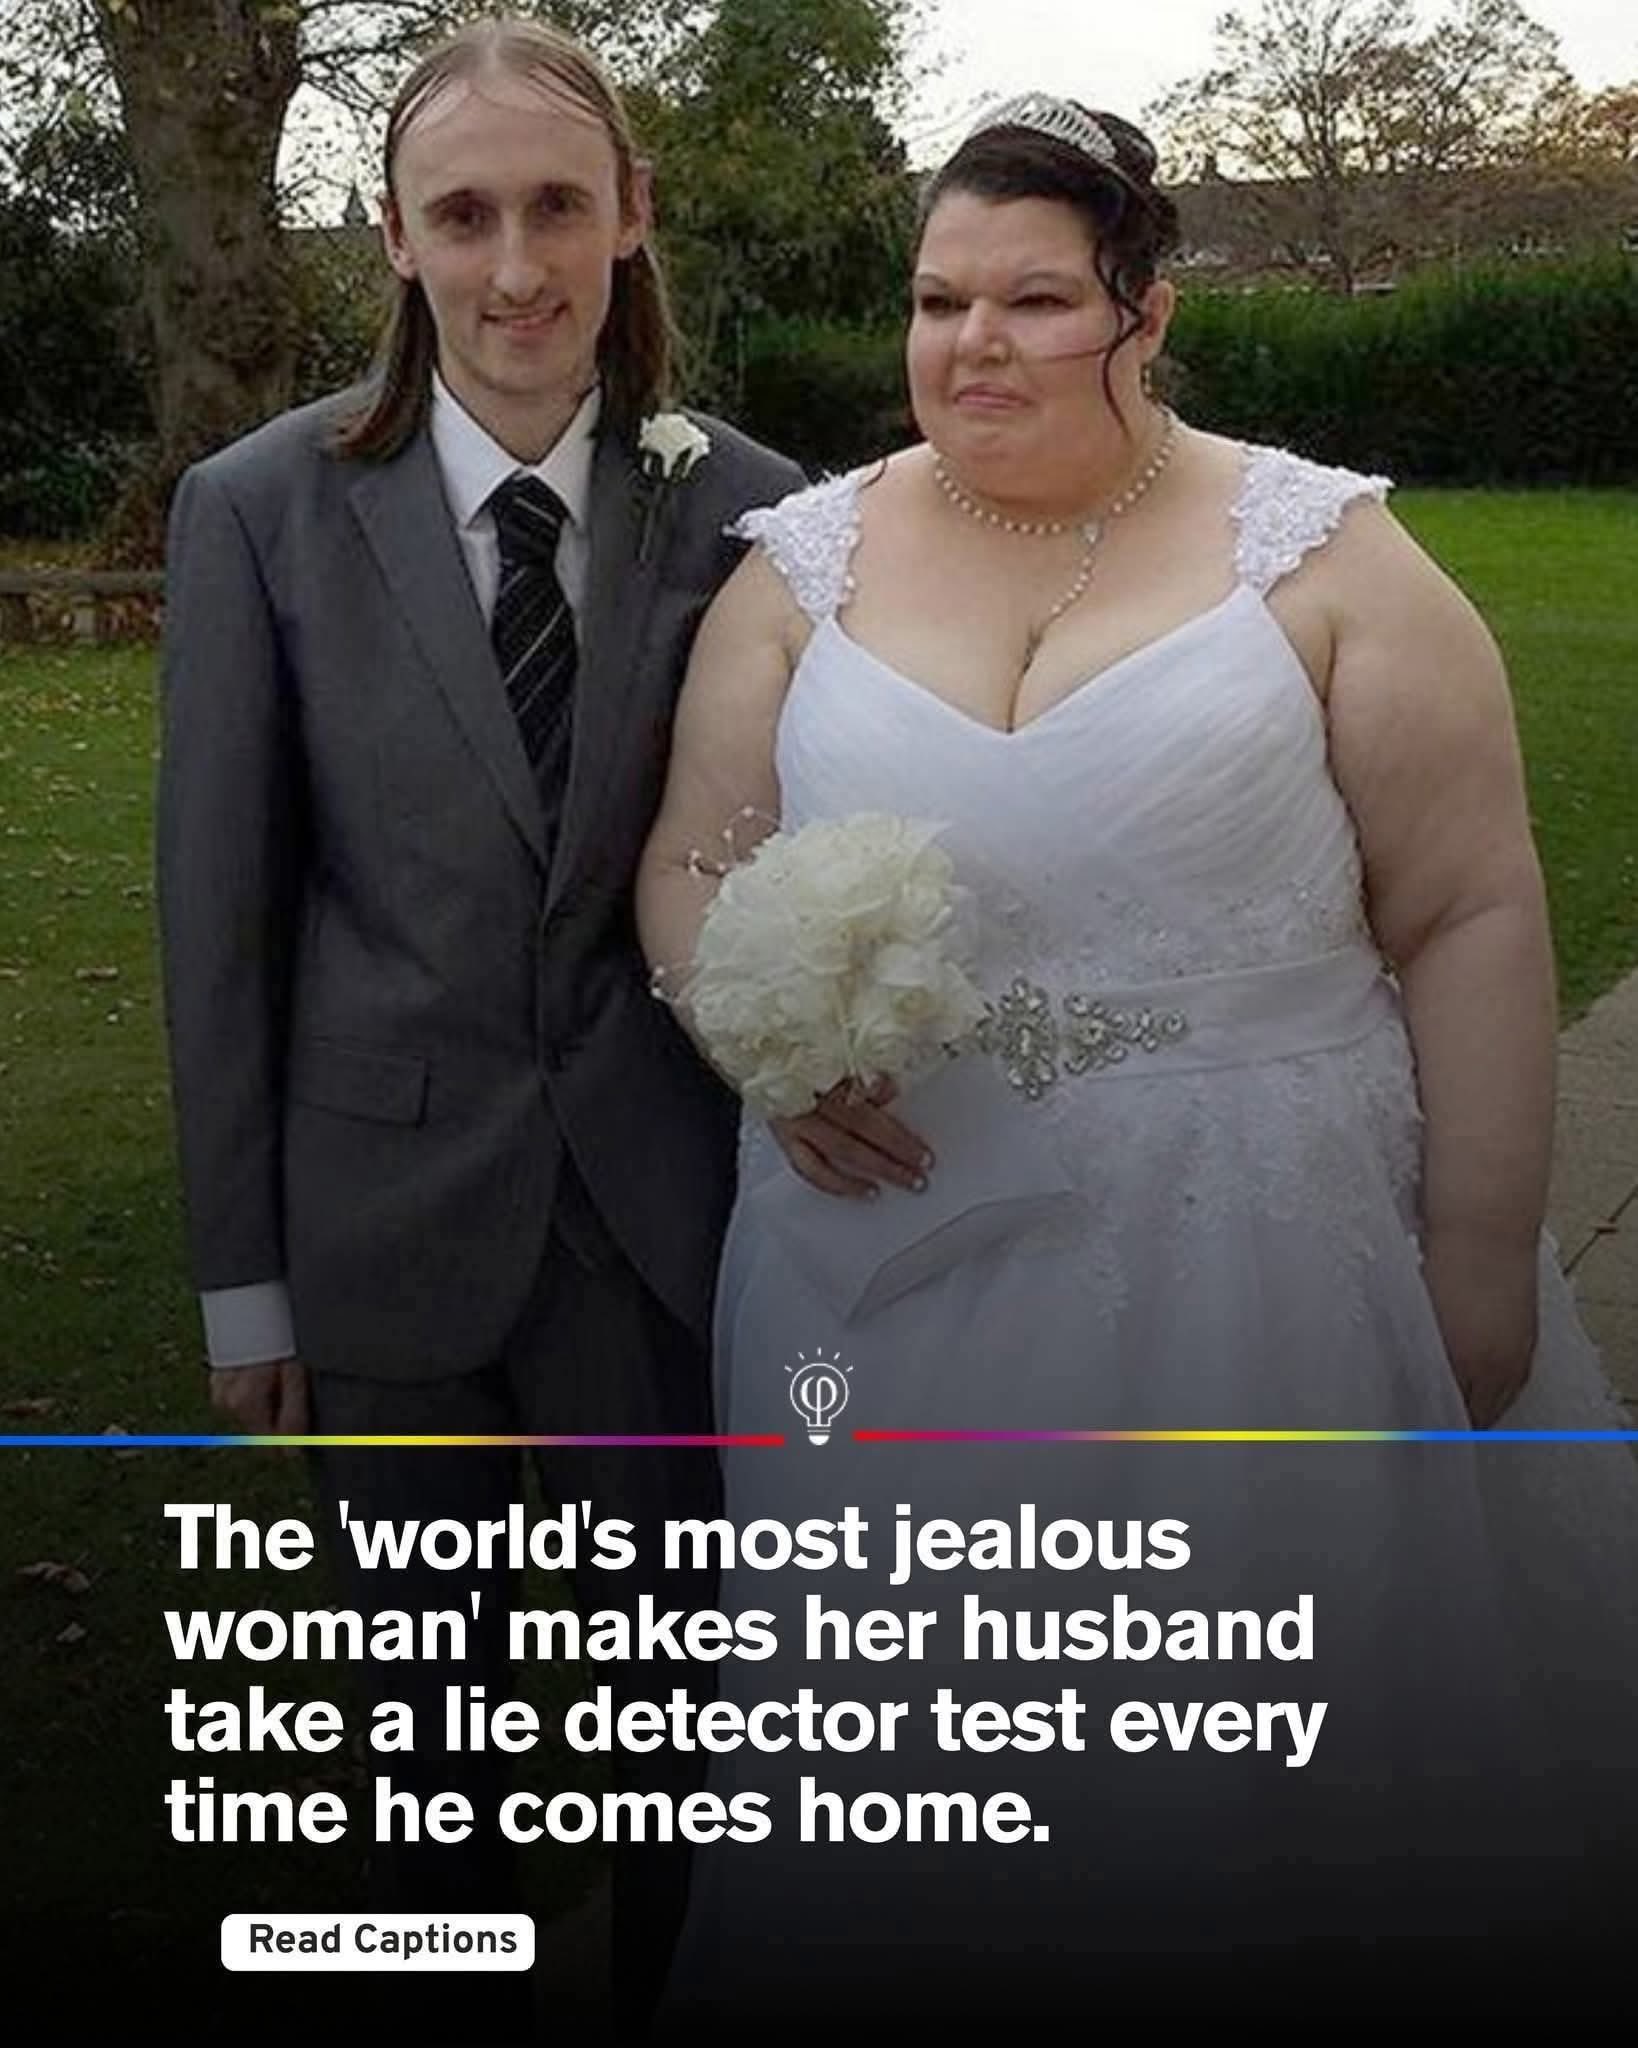 The 'world's most jealous
woman' makes her husband
take a lie detector test every
time he comes home.
Read Captions